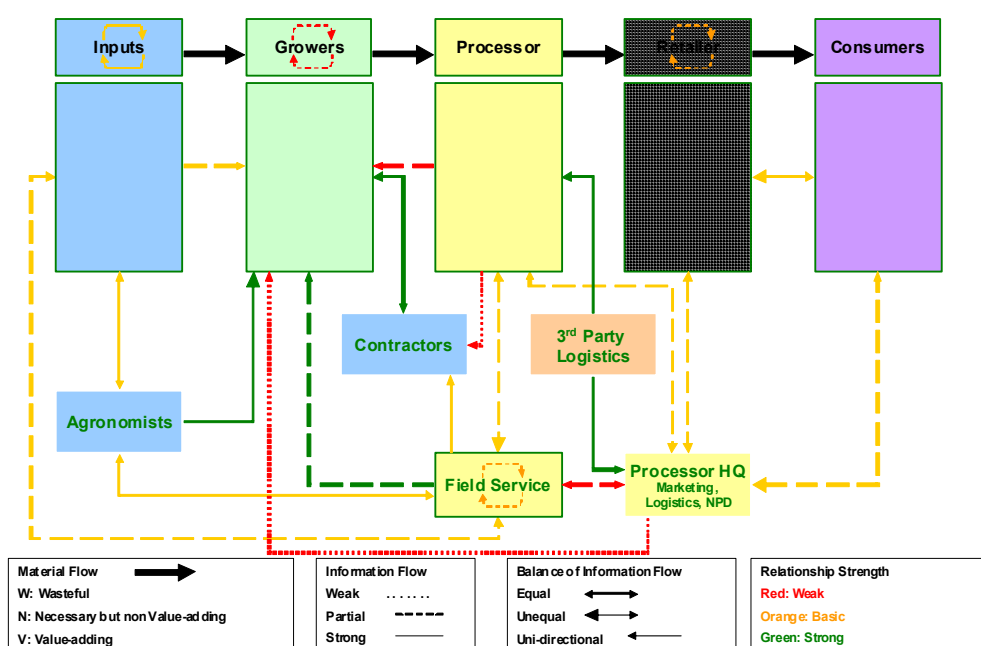 Inputs
Growers
Processor
Retailer
Consumers
Contractors
3rd Party
Logistics
Agronomists
Field Service
Processor HQ
Marketing,
Logistics, NPD
Material Flow
W: Wasteful
N: Necessary but non Value-adding
V: Value-adding
Information Flow
Weak
Partial
Strong
Balance of Information Flow
Equal
Unequal
Uni-directional
Relationship Strength
Red: Weak
Orange: Basic
Green: Strong